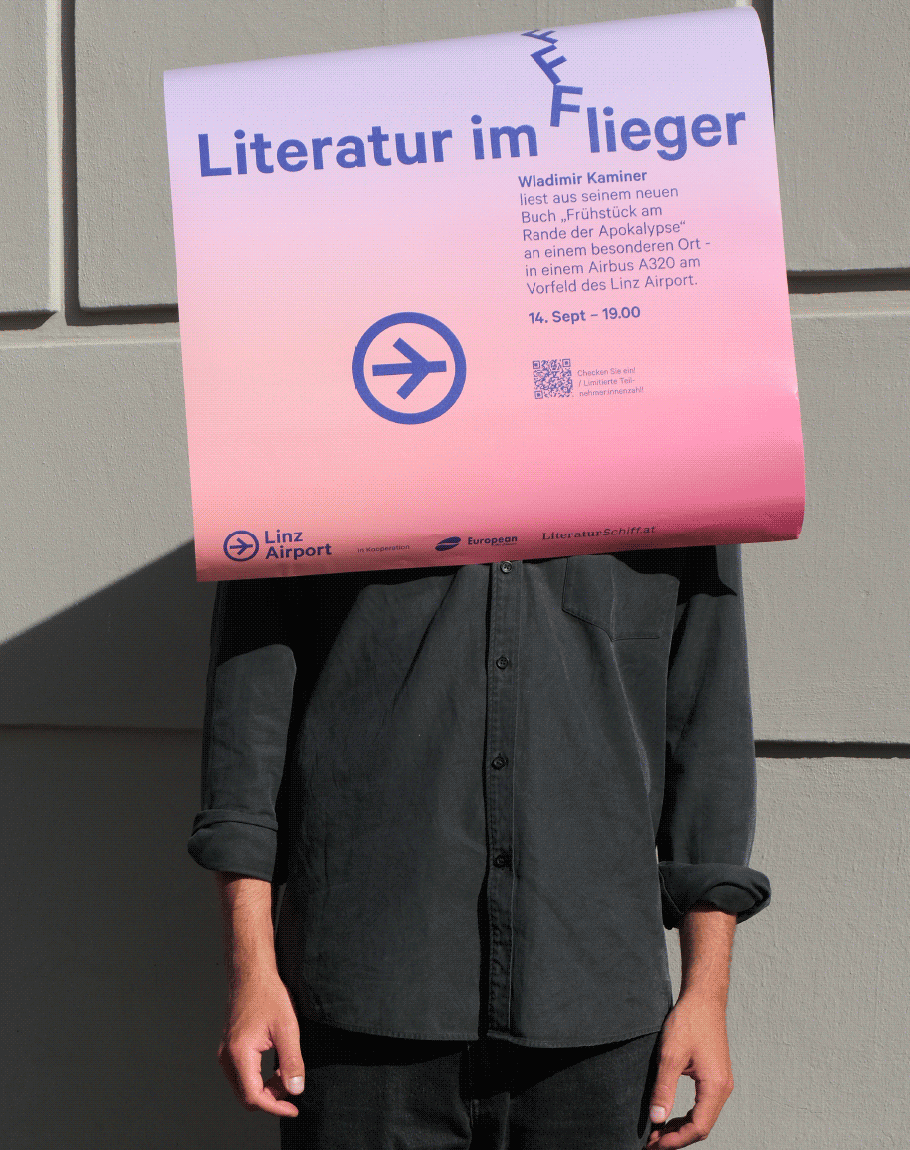 Literatur im Flieger
Wladimir Kaminer
liest aus seinem neuen
Buch „Frühstück am
Rande der Apokalypse“
an einem besonderen Ort -
in einem Airbus A320 am
Vorfeld des Linz Airport.
14. Sept – 19.00
Checken Sie ein!
/ Limitierte Teil-
nehmer:innenzahl!
Linz
Airport
in Kooperation
European
LiteraturSchiff.at